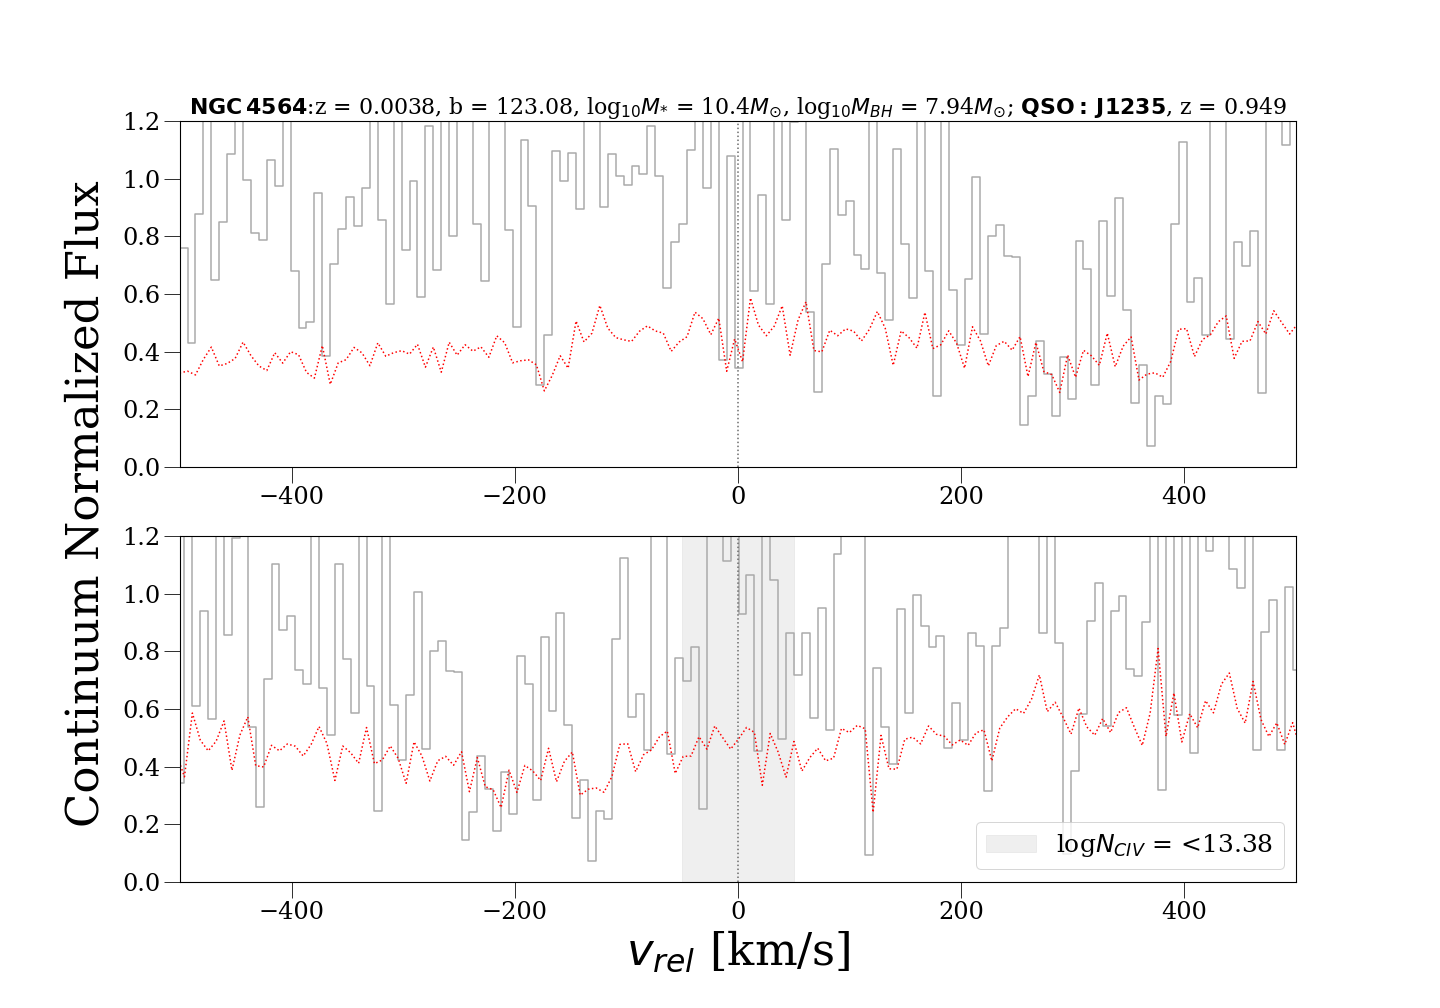 NGC 4564:z = 0.0038, b = 123.08, log₁₀M* = 10.4M⊙, log₁₀M_BH = 7.94M⊙; QSO: J1235, z = 0.949
Continuum Normalized Flux
1.2
1.0
0.8
0.6
0.4
0.2
0.0
−400 −200 0 200 400
1.2
1.0
0.8
0.6
0.4
0.2
0.0
logN_CIV = <13.38
−400 −200 0 200 400
v_rel [km/s]